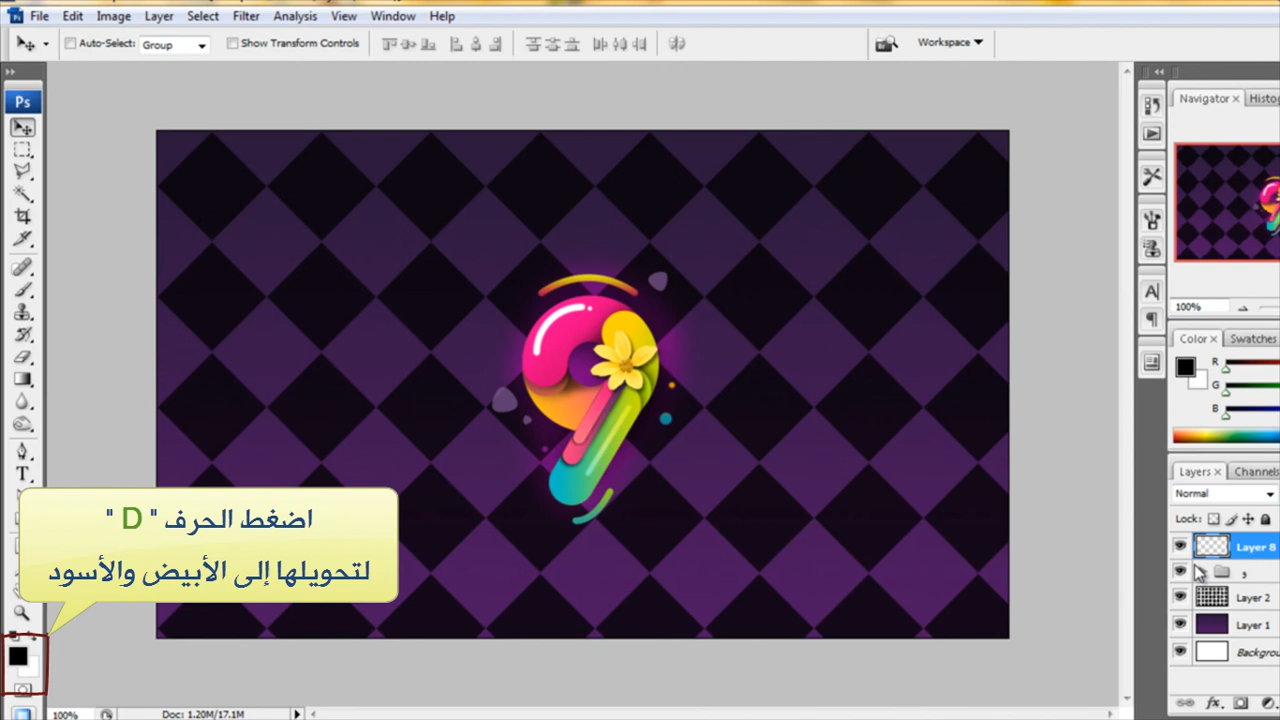 File Edit Image Layer Select Filter Analysis View Window Help
Auto-Select: Group Show Transform Controls Workspace
Ps
Navigator × Histo
100%
Color × Swatches
R
G
B
Layers × Channels
Normal
Lock:
Layer 8
و
Layer 2
Layer 1
Backgrou
T
A
اضغط الحرف " D "
لتحويلها إلى الأبيض والأسود
100% Doc: 1.20M/17.1M